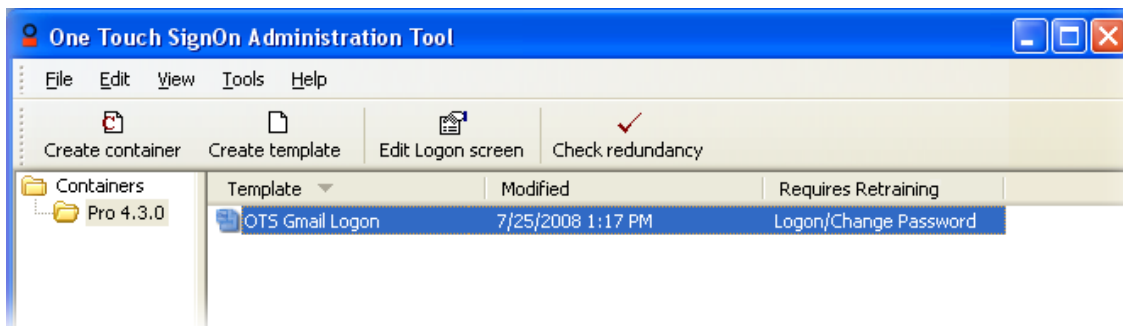 One Touch SignOn Administration Tool
File Edit View Tools Help
Create container Create template Edit Logon screen Check redundancy
Containers Template Modified Requires Retraining
Pro 4.3.0 OTS Gmail Logon 7/25/2008 1:17 PM Logon/Change Password